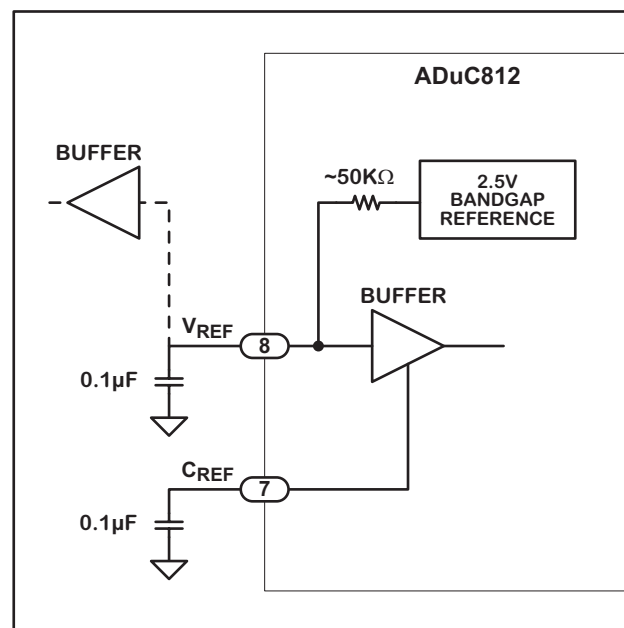 ADuC812
BUFFER
~50KΩ
2.5V
BANDGAP
REFERENCE
BUFFER
VREF
8
0.1µF
CREF
7
0.1µF